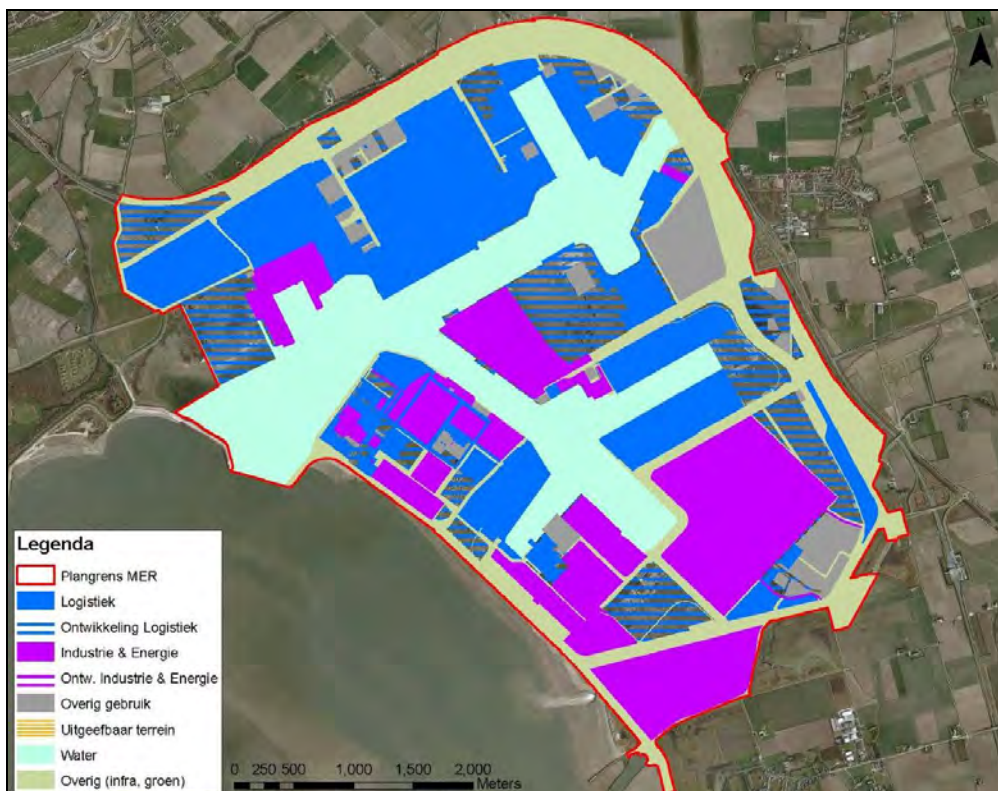 N
Legenda
Plangrens MER
Logistiek
Ontwikkeling Logistiek
Industrie & Energie
Ontw. Industrie & Energie
Overig gebruik
Uitgeefbaar terrein
Water
Overig (infra, groen)
0 250 500 1,000 1,500 2,000
Meters